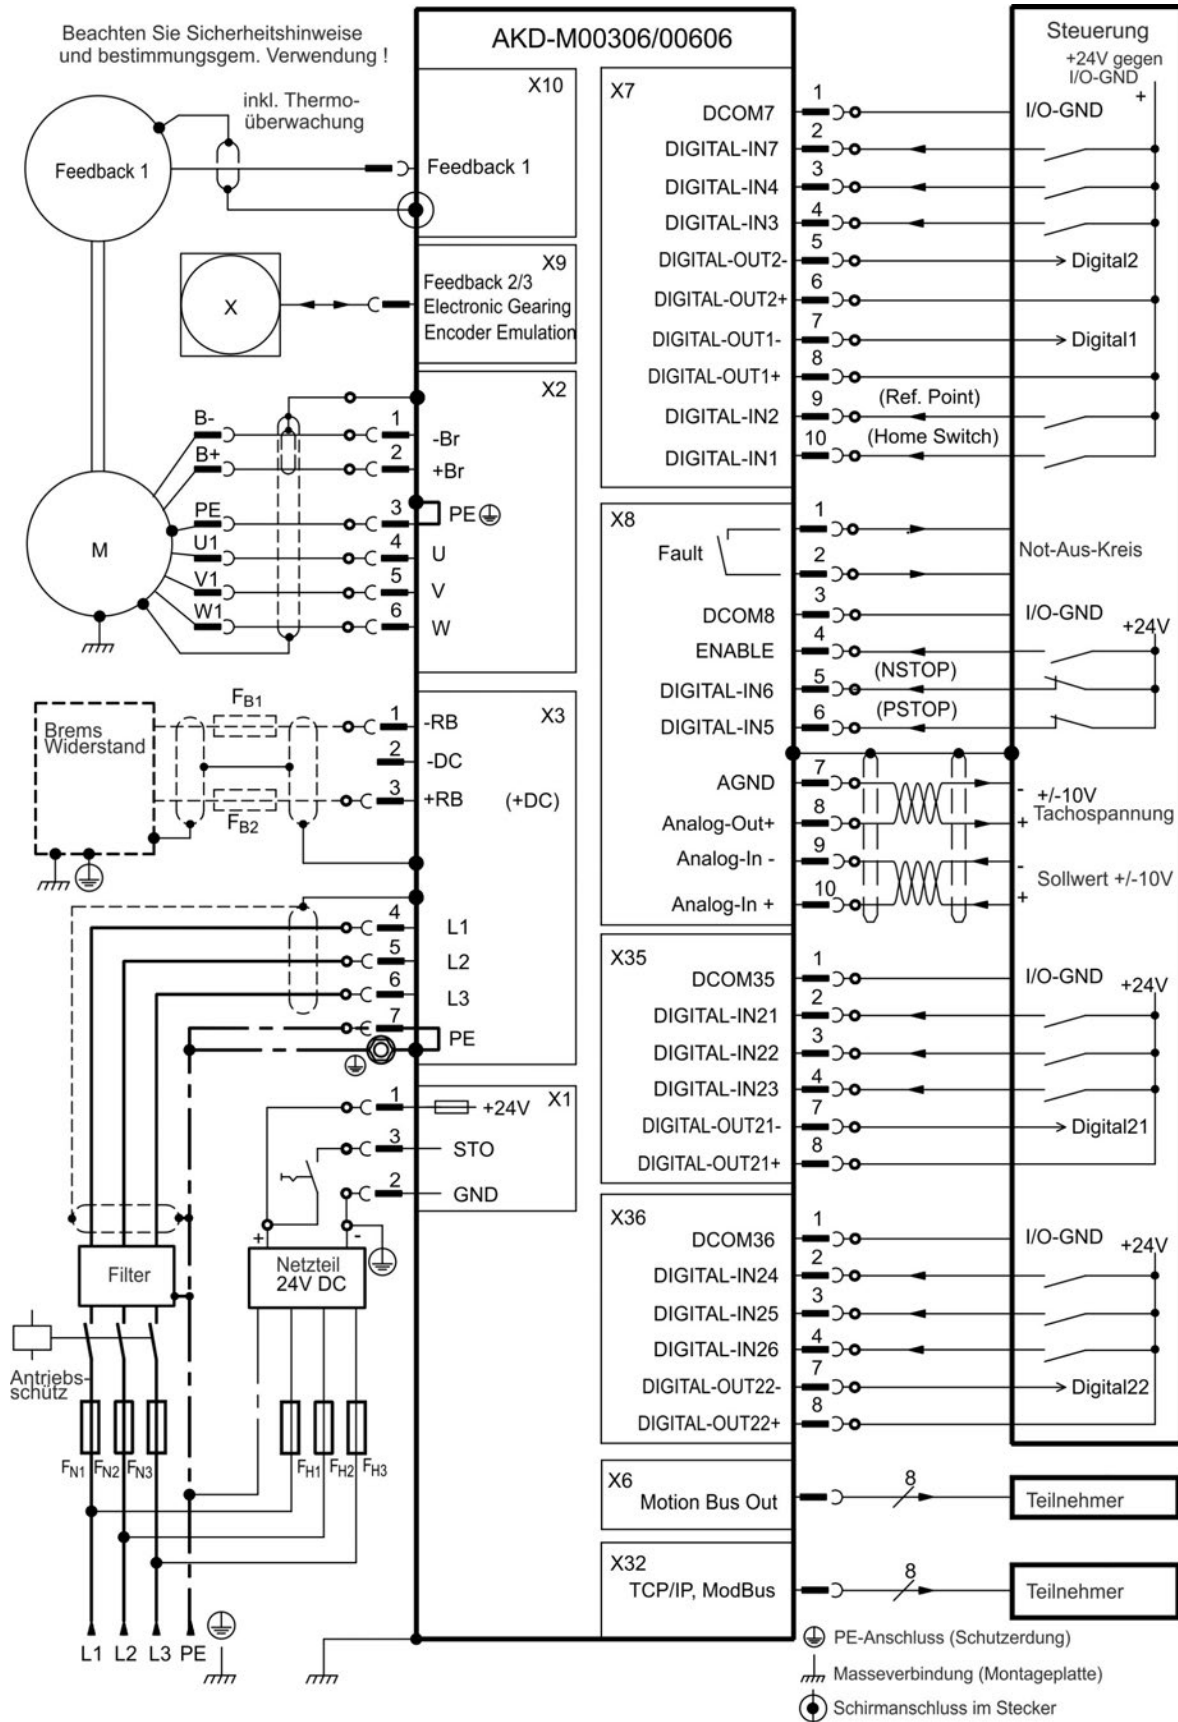 Beachten Sie Sicherheitshinweise
und bestimmungsgem. Verwendung !
AKD-M00306/00606
Steuerung
+24V gegen
I/O-GND
+
inkl. Thermo-
überwachung
Feedback 1
X10
Feedback 1
X
X9
Feedback 2/3
Electronic Gearing
Encoder Emulation
X2
B-
1
-Br
B+
2
+Br
PE
3
PE
U1
4
U
V1
5
V
W1
6
W
M
X3
Brems
Widerstand
FB1
1
-RB
2
-DC
3
+RB
(+DC)
FB2
4
L1
5
L2
6
L3
7
PE
X1
1
+24V
3
STO
2
GND
+
-
Netzteil
24V DC
Filter
Antriebs-
schütz
FN1
FN2
FN3
FH1
FH2
FH3
L1
L2
L3
PE
X7
DCOM7
1
I/O-GND
DIGITAL-IN7
2
DIGITAL-IN4
3
DIGITAL-IN3
4
DIGITAL-OUT2-
5
Digital2
DIGITAL-OUT2+
6
DIGITAL-OUT1-
7
Digital1
DIGITAL-OUT1+
8
DIGITAL-IN2
9
(Ref. Point)
DIGITAL-IN1
10
(Home Switch)
X8
Fault
1
2
Not-Aus-Kreis
DCOM8
3
I/O-GND
+24V
ENABLE
4
DIGITAL-IN6
5
(NSTOP)
DIGITAL-IN5
6
(PSTOP)
AGND
7
-
+/-10V
Tachospannung
Analog-Out+
8
+
Analog-In -
9
-
Sollwert +/-10V
Analog-In +
10
+
X35
DCOM35
1
I/O-GND
+24V
DIGITAL-IN21
2
DIGITAL-IN22
3
DIGITAL-IN23
4
DIGITAL-OUT21-
7
Digital21
DIGITAL-OUT21+
8
X36
DCOM36
1
I/O-GND
+24V
DIGITAL-IN24
2
DIGITAL-IN25
3
DIGITAL-IN26
4
DIGITAL-OUT22-
7
Digital22
DIGITAL-OUT22+
8
X6
Motion Bus Out
8
Teilnehmer
X32
TCP/IP, ModBus
8
Teilnehmer
PE-Anschluss (Schutzerdung)
Masseverbindung (Montageplatte)
Schirmanschluss im Stecker